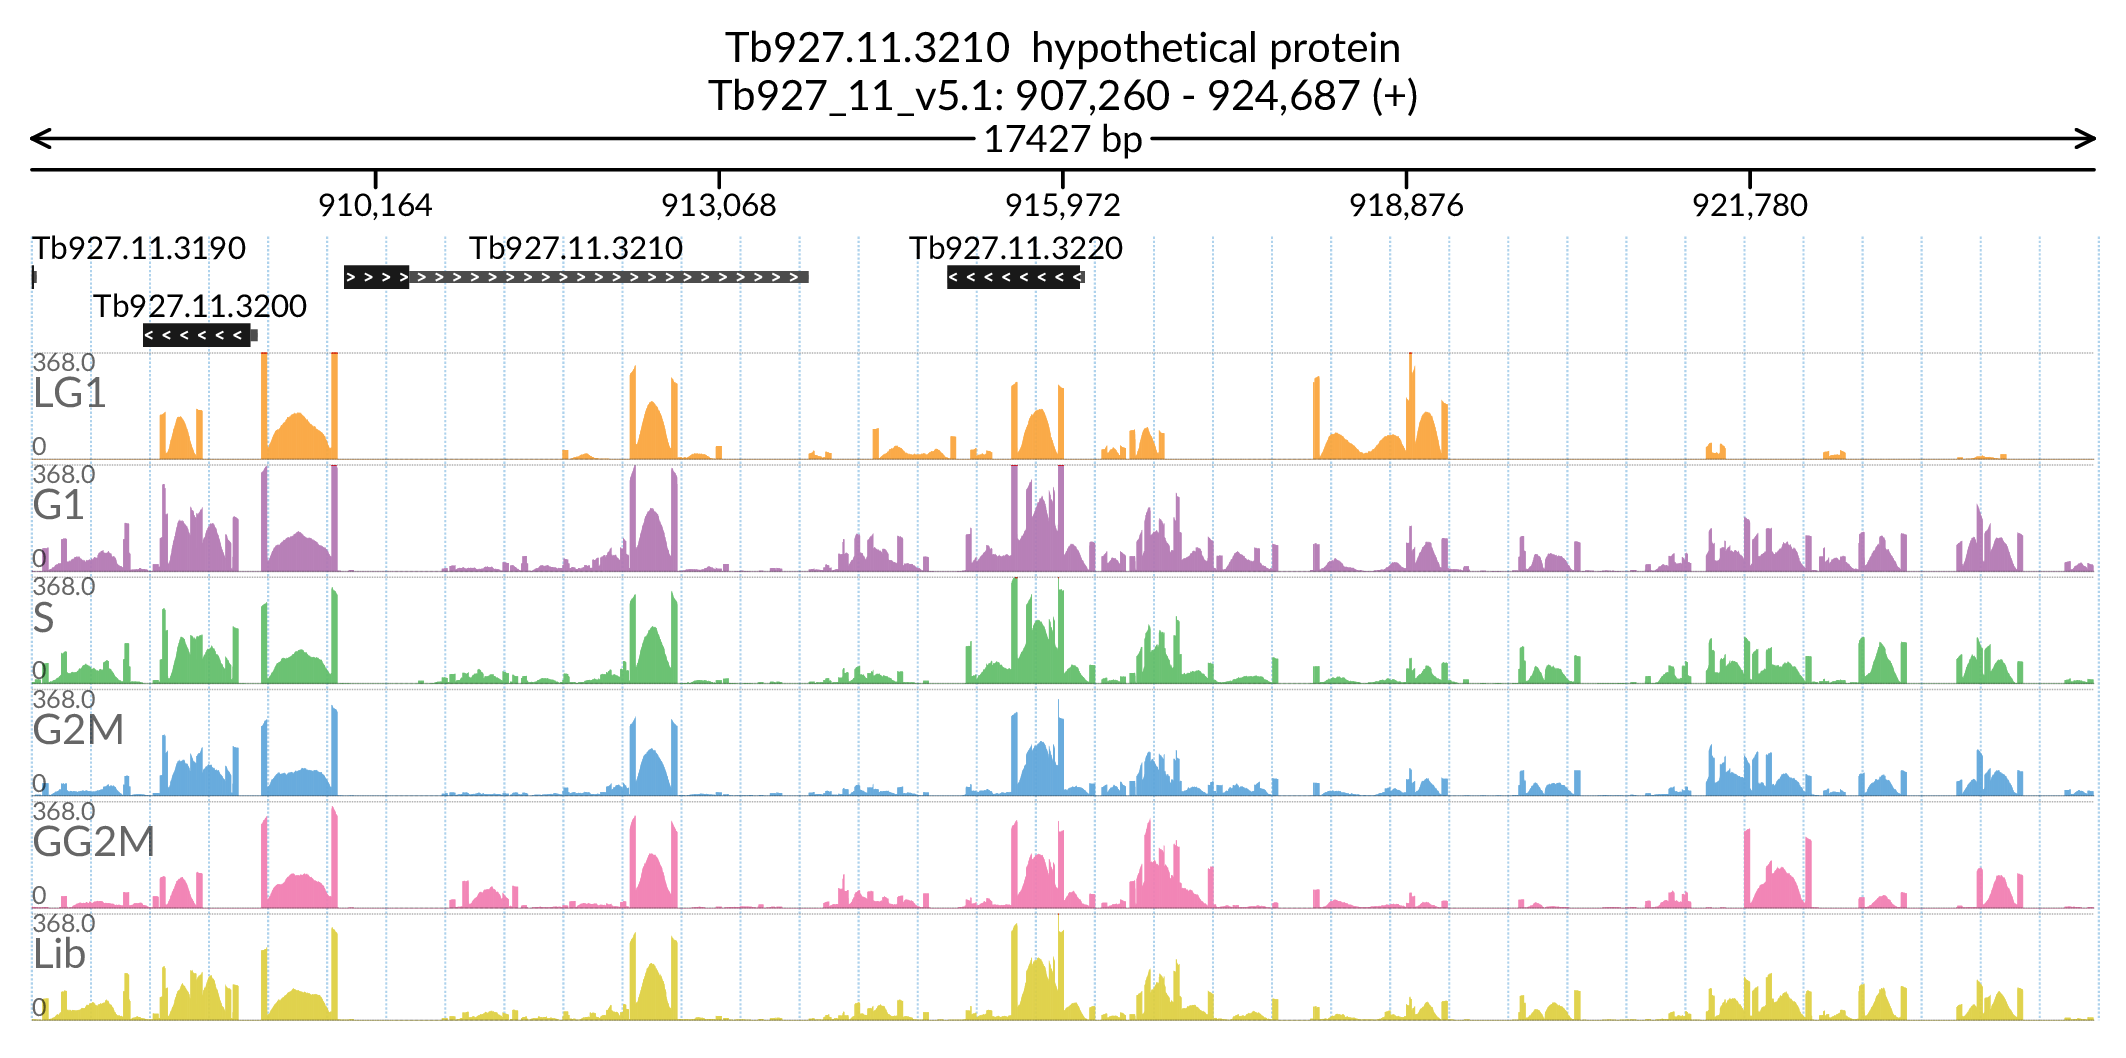 Tb927.11.3210 hypothetical protein
Tb927_11_v5.1: 907,260 - 924,687 (+)
17427 bp
910,164 913,068 915,972 918,876 921,780
Tb927.11.3190 Tb927.11.3210 Tb927.11.3220
Tb927.11.3200
368.0
LG1
0
368.0
G1
0
368.0
S
0
368.0
G2M
0
368.0
GG2M
0
368.0
Lib
0